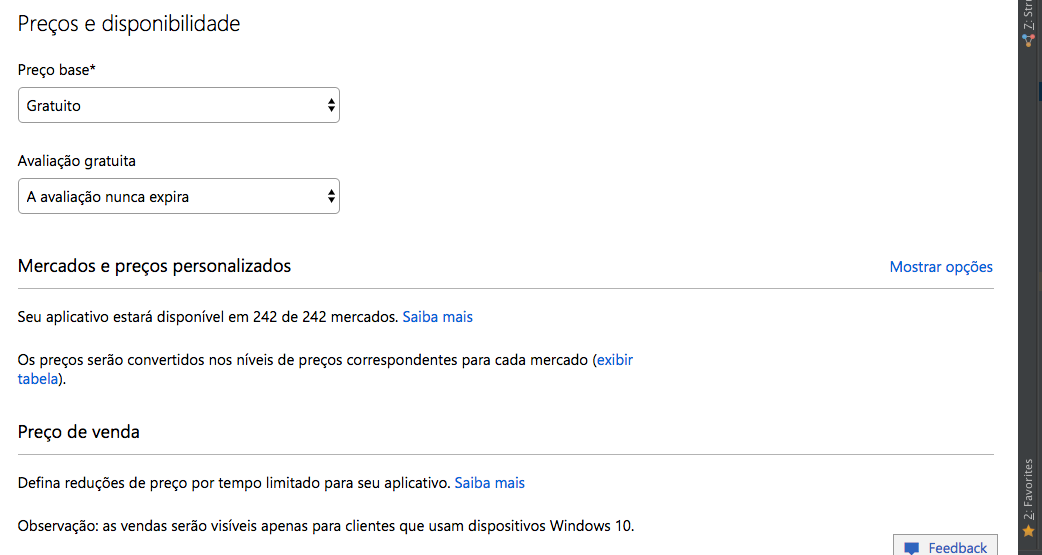 Preços e disponibilidade
Preço base*
Gratuito
Avaliação gratuita
A avaliação nunca expira
Mercados e preços personalizados
Mostrar opções
Seu aplicativo estará disponível em 242 de 242 mercados. Saiba mais
Os preços serão convertidos nos níveis de preços correspondentes para cada mercado (exibir
tabela).
Preço de venda
Defina reduções de preço por tempo limitado para seu aplicativo. Saiba mais
Observação: as vendas serão visíveis apenas para clientes que usam dispositivos Windows 10.
Feedback
7: Str
2: Favorites